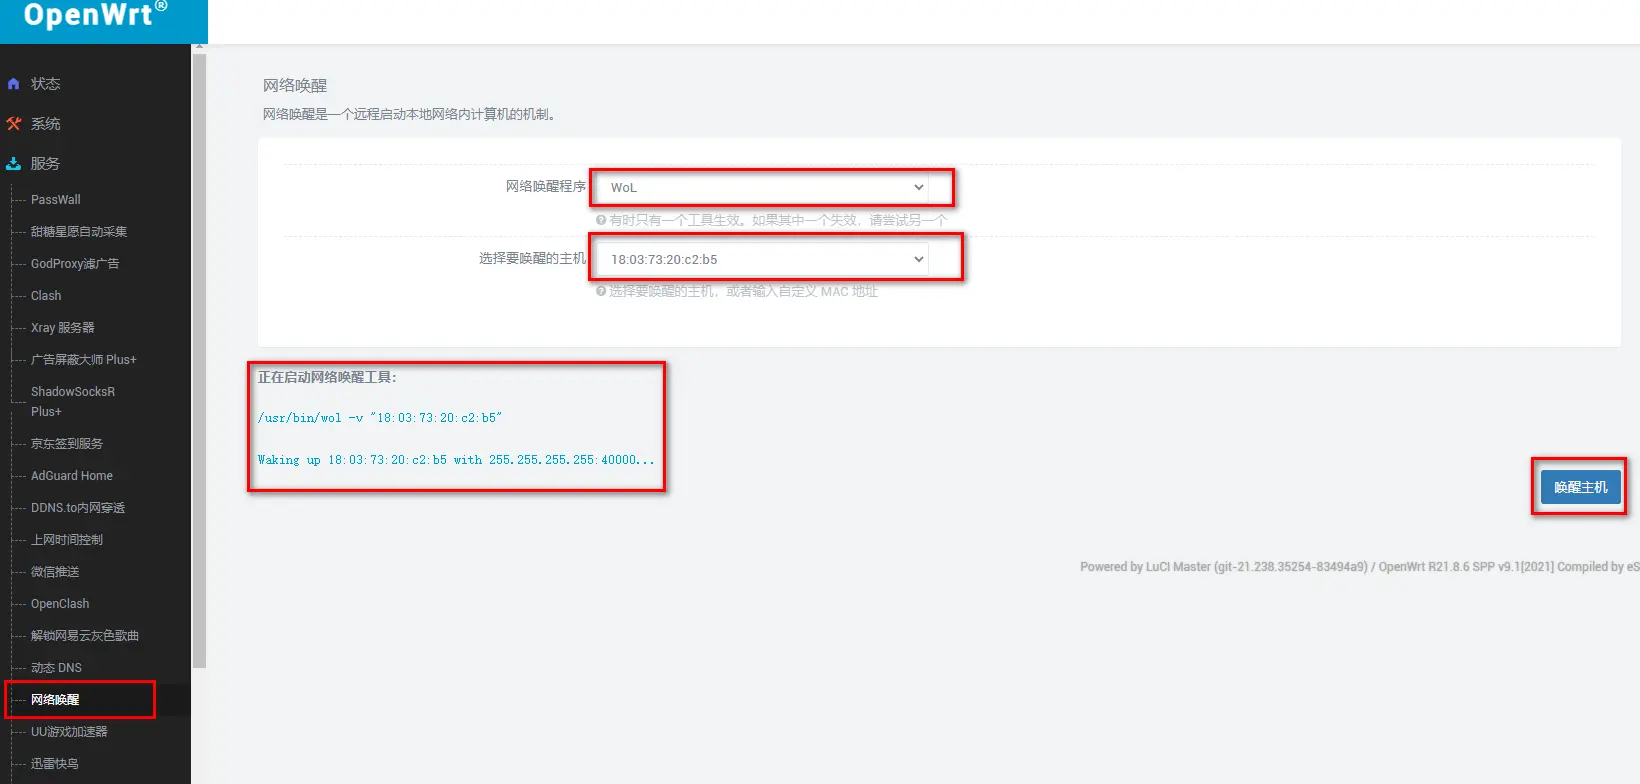 OpenWrt®
状态
系统
服务
PassWall
甜糖星愿自动采集
GodProxy滤广告
Clash
Xray 服务器
广告屏蔽大师 Plus+
ShadowSocksR
Plus+
京东签到服务
AdGuard Home
DDNS.to内网穿透
上网时间控制
微信推送
OpenClash
解锁网易云灰色歌曲
动态 DNS
网络唤醒
UU游戏加速器
迅雷快鸟
网络唤醒
网络唤醒是一个远程启动本地网络内计算机的机制。
网络唤醒程序
WoL
有时只有一个工具生效。如果其中一个失效，请尝试另一个
选择要唤醒的主机
18:03:73:20:c2:b5
选择要唤醒的主机，或者输入自定义 MAC 地址
正在启动网络唤醒工具：
/usr/bin/wol -v "18:03:73:20:c2:b5"
Waking up 18:03:73:20:c2:b5 with 255.255.255.255:40000...
唤醒主机
Powered by LuCI Master (git-21.238.35254-83494a9) / OpenWrt R21.8.6 SPP v9.1[2021] Compiled by eS